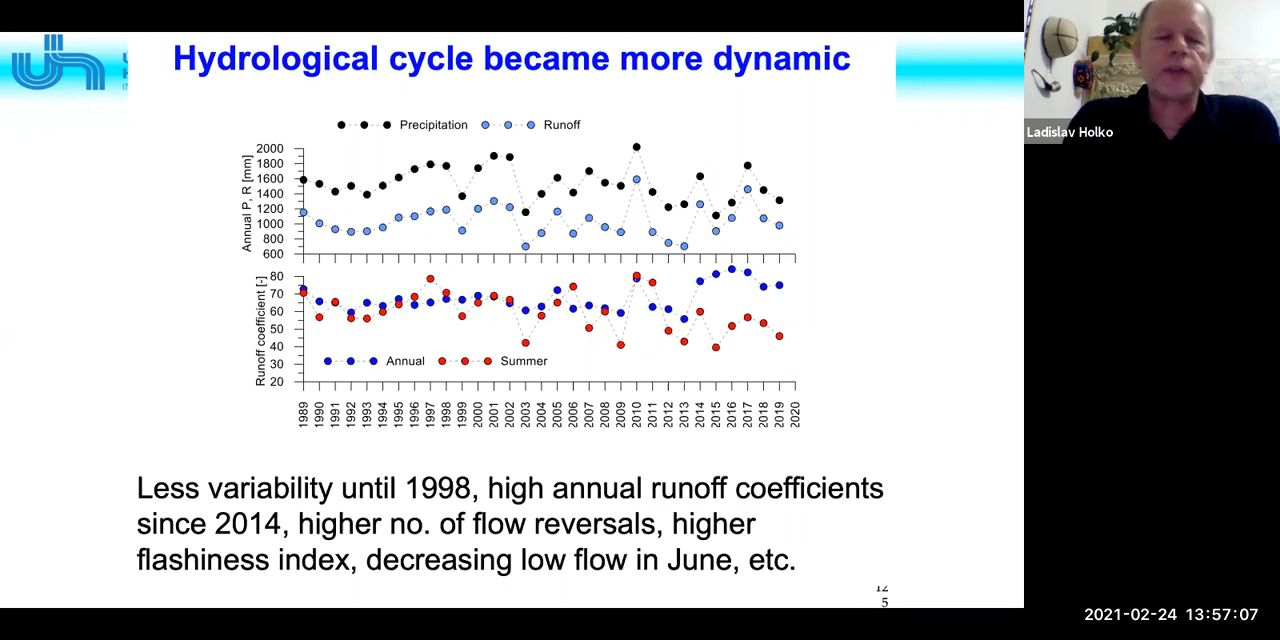 Hydrological cycle became more dynamic
Ladislav Holko
Precipitation Runoff
Annual P, R [mm]
2000
1800
1600
1400
1200
1000
800
600
Runoff coefficient [-]
80
70
60
50
40
30
20
Annual Summer
1989 1990 1991 1992 1993 1994 1995 1996 1997 1998 1999 2000 2001 2002 2003 2004 2005 2006 2007 2008 2009 2010 2011 2012 2013 2014 2015 2016 2017 2018 2019 2020
Less variability until 1998, high annual runoff coefficients
since 2014, higher no. of flow reversals, higher
flashiness index, decreasing low flow in June, etc.
12
5
2021-02-24 13:57:07